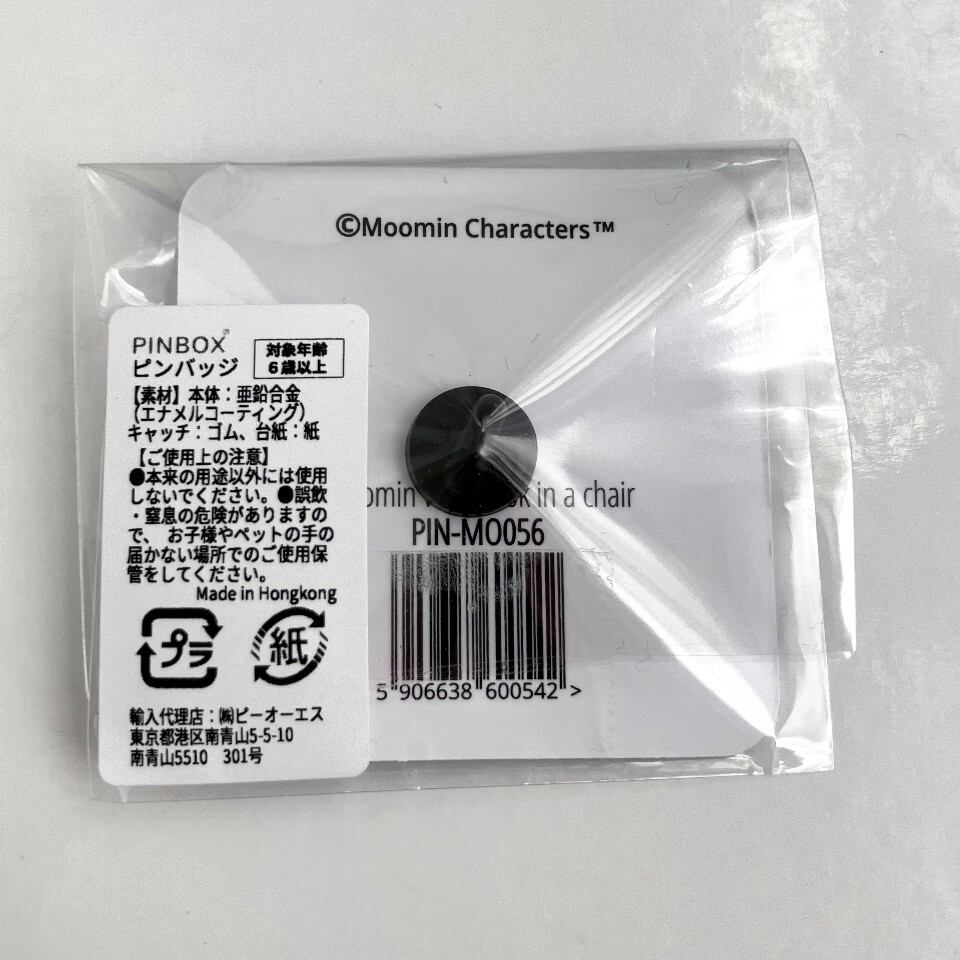 ©Moomin Characters™
PINBOX®
ピンバッジ
対象年齢
6歳以上
【素材】本体：亜鉛合金
（エナメルコーティング）
キャッチ：ゴム、台紙：紙
【ご使用上の注意】
●本来の用途以外には使用
しないでください。●誤飲
・窒息の危険がありますの
で、 お子様やペットの手の
届かない場所でのご使用保
管をしてください。
Made in Hongkong
プラ
紙
輸入代理店：㈱ピーオーエス
東京都港区南青山5-5-10
南青山5510 301号
in a chair
PIN-MO056
5 906638 600542 >